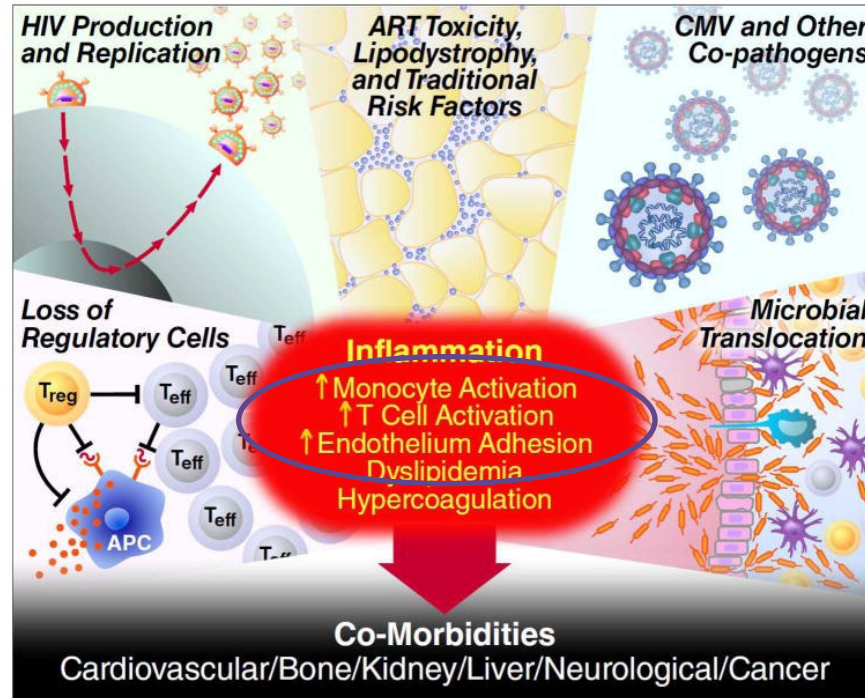 HIV Production
and Replication
ART Toxicity,
Lipodystrophy,
and Traditional
Risk Factors
CMV and Other
Co-pathogens
Loss of
Regulatory Cells
Treg
Teff
Teff
Teff
Teff
Teff
Teff
Teff
APC
Inflammation
↑Monocyte Activation
↑T Cell Activation
↑Endothelium Adhesion
Dyslipidemia
Hypercoagulation
Microbial
Translocation
Co-Morbidities
Cardiovascular/Bone/Kidney/Liver/Neurological/Cancer